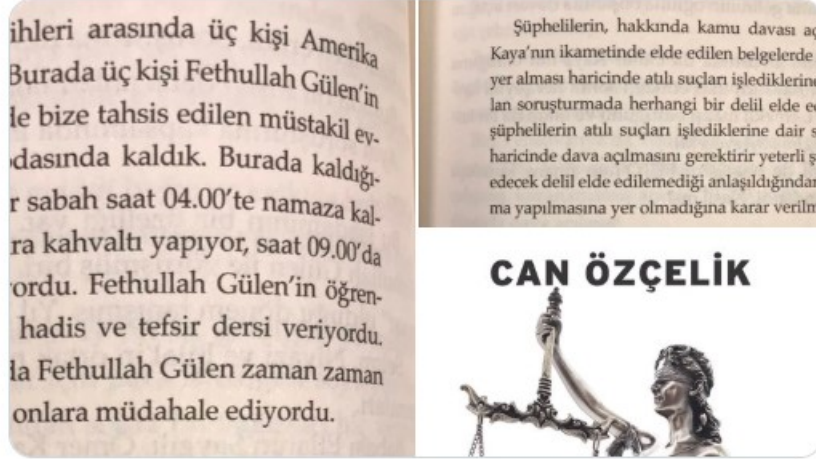 ihleri arasında üç kişi Amerika
Burada üç kişi Fethullah Gülen'in
le bize tahsis edilen müstakil ev-
dasında kaldık. Burada kaldığı-
r sabah saat 04.00'te namaza kal-
ra kahvaltı yapıyor, saat 09.00'da
ordu. Fethullah Gülen'in öğren-
hadis ve tefsir dersi veriyordu.
la Fethullah Gülen zaman zaman
onlara müdahale ediyordu.
Şüphelilerin, hakkında kamu davası aç
Kaya'nın ikametinde elde edilen belgelerde
yer alması haricinde atılı suçları işlediklerine
lan soruşturmada herhangi bir delil elde e
şüphelilerin atılı suçları işlediklerine dair s
haricinde dava açılmasını gerektirir yeterli ş
edecek delil elde edilemediği anlaşıldığından
ma yapılmasına yer olmadığına karar verilm
CAN ÖZÇELİK